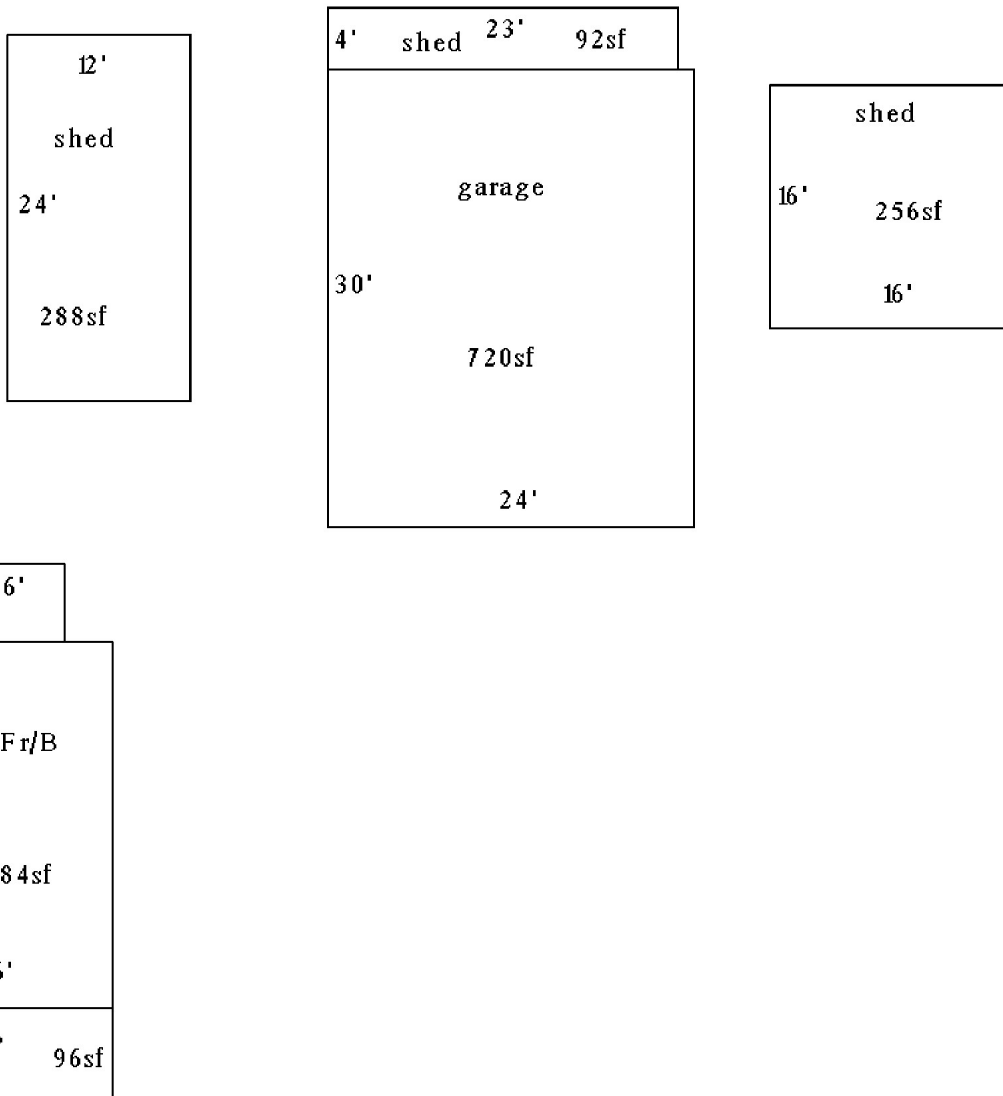 12'
shed
24'
288sf
4' shed 23' 92sf
garage
30'
720sf
24'
shed
16'
256sf
16'
6'
Fr/B
84sf
96sf